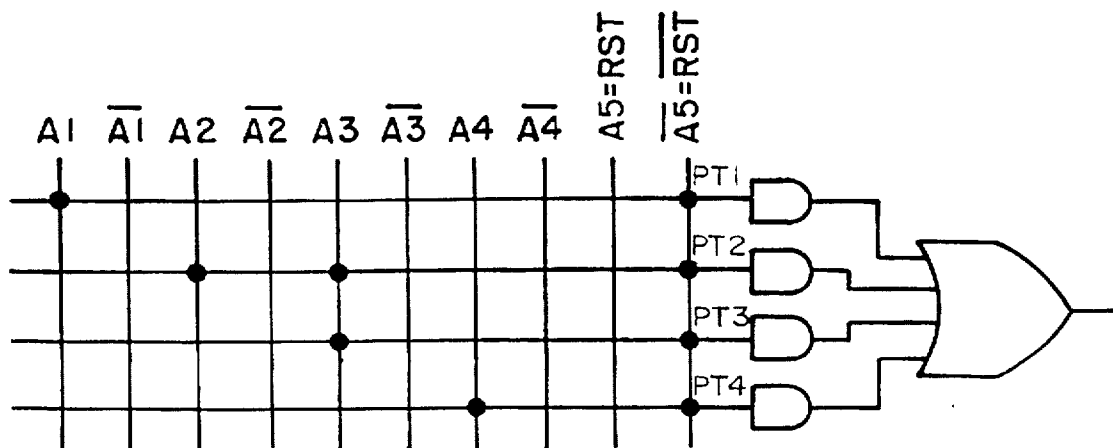 A1 A̅1̅ A2 A̅2̅ A3 A̅3̅ A4 A̅4̅ A5=RST A̅5=R̅S̅T̅
PT1
PT2
PT3
PT4